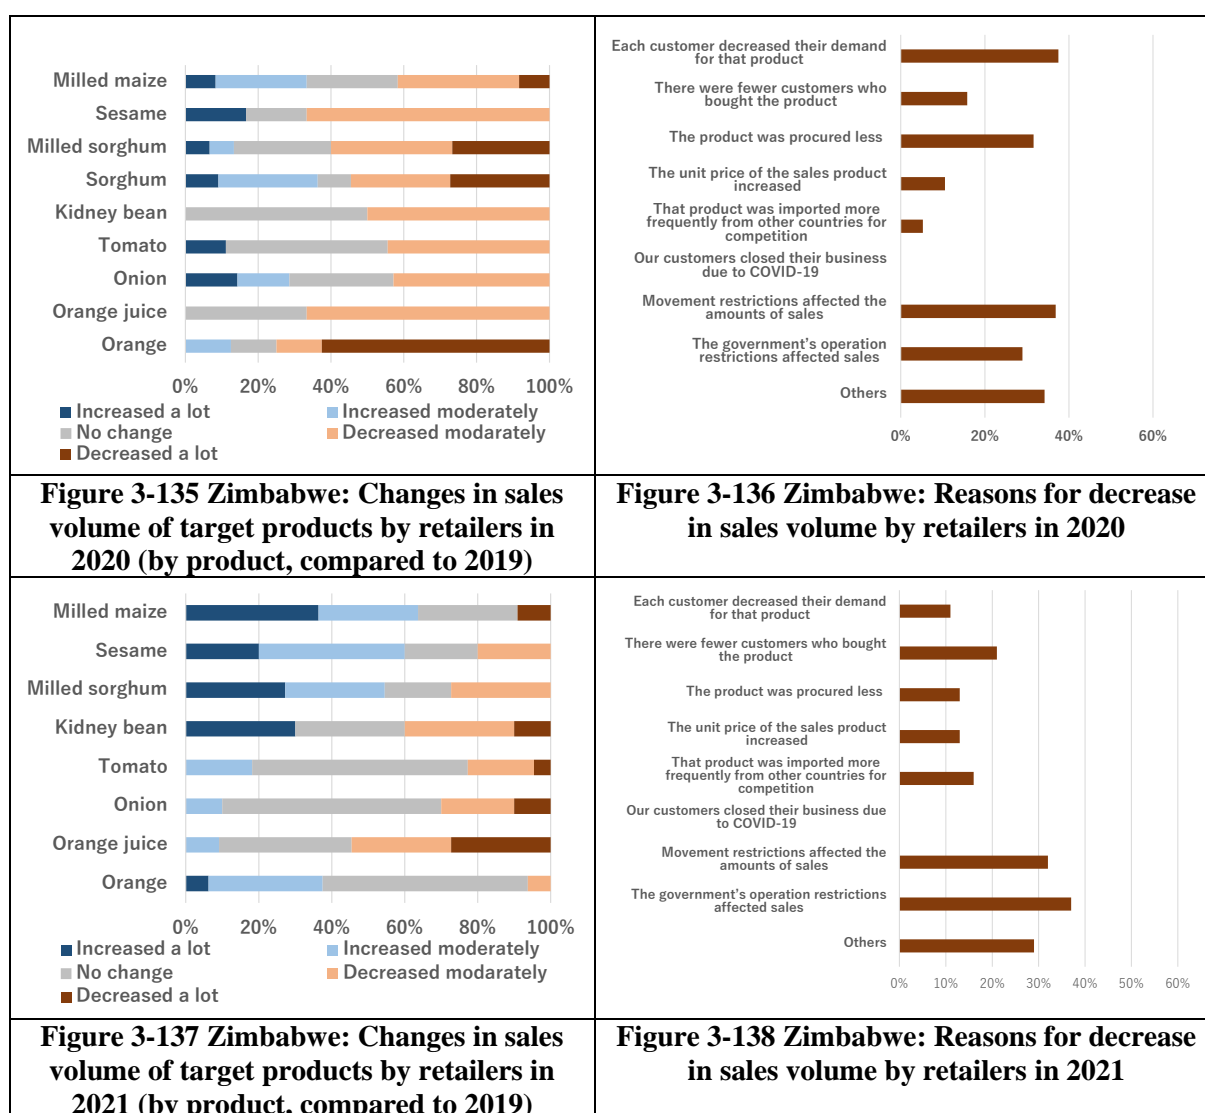 Milled maize
Sesame
Milled sorghum
Sorghum
Kidney bean
Tomato
Onion
Orange juice
Orange
0% 20% 40% 60% 80% 100%
Increased a lot Increased moderately
No change Decreased modarately
Decreased a lot
Each customer decreased their demand
for that product
There were fewer customers who
bought the product
The product was procured less
The unit price of the sales product
increased
That product was imported more
frequently from other countries for
competition
Our customers closed their business
due to COVID-19
Movement restrictions affected the
amounts of sales
The government’s operation
restrictions affected sales
Others
0% 20% 40% 60%
Figure 3-135 Zimbabwe: Changes in sales
volume of target products by retailers in
2020 (by product, compared to 2019)
Figure 3-136 Zimbabwe: Reasons for decrease
in sales volume by retailers in 2020
Milled maize
Sesame
Milled sorghum
Kidney bean
Tomato
Onion
Orange juice
Orange
0% 20% 40% 60% 80% 100%
Increased a lot Increased moderately
No change Decreased modarately
Decreased a lot
Each customer decreased their demand
for that product
There were fewer customers who bought
the product
The product was procured less
The unit price of the sales product
increased
That product was imported more
frequently from other countries for
competition
Our customers closed their business due
to COVID-19
Movement restrictions affected the
amounts of sales
The government’s operation restrictions
affected sales
Others
0% 10% 20% 30% 40% 50% 60%
Figure 3-137 Zimbabwe: Changes in sales
volume of target products by retailers in
2021 (by product, compared to 2019)
Figure 3-138 Zimbabwe: Reasons for decrease
in sales volume by retailers in 2021